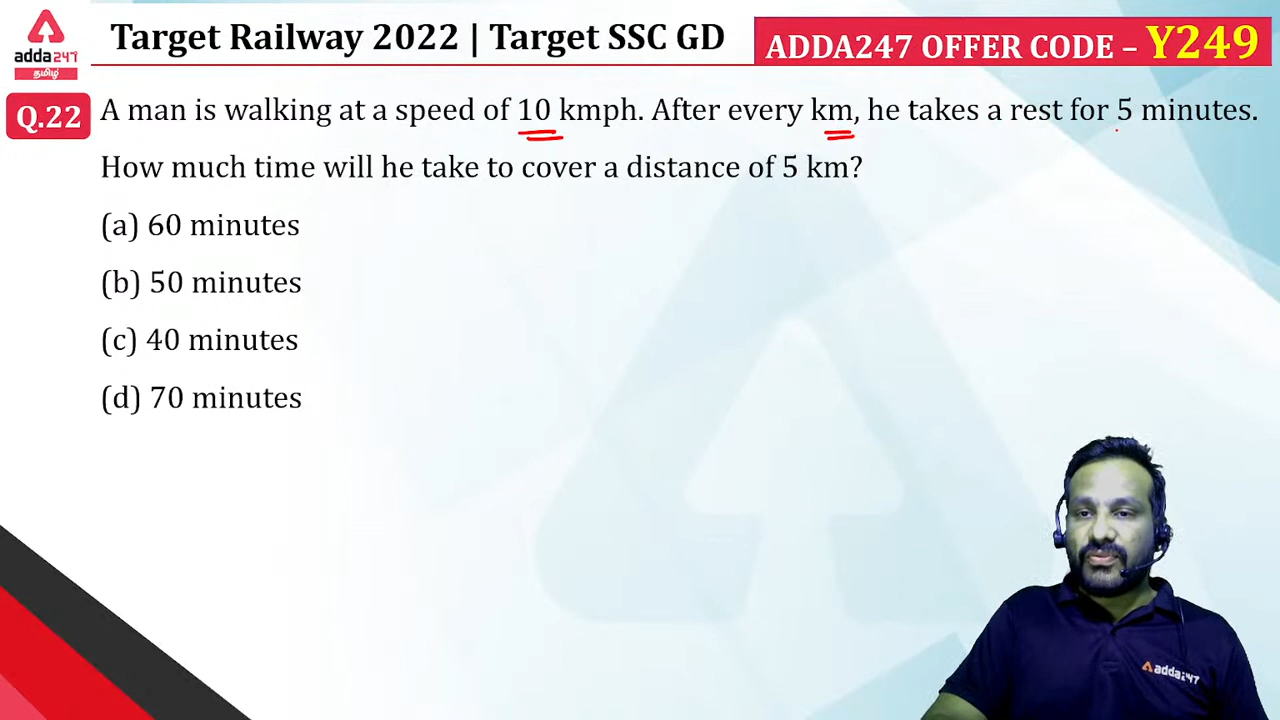 Target Railway 2022 | Target SSC GD
ADDA247 OFFER CODE – Y249
adda247
தமிழ்
Q.22
A man is walking at a speed of 10 kmph. After every km, he takes a rest for 5 minutes.
How much time will he take to cover a distance of 5 km?
(a) 60 minutes
(b) 50 minutes
(c) 40 minutes
(d) 70 minutes
adda247